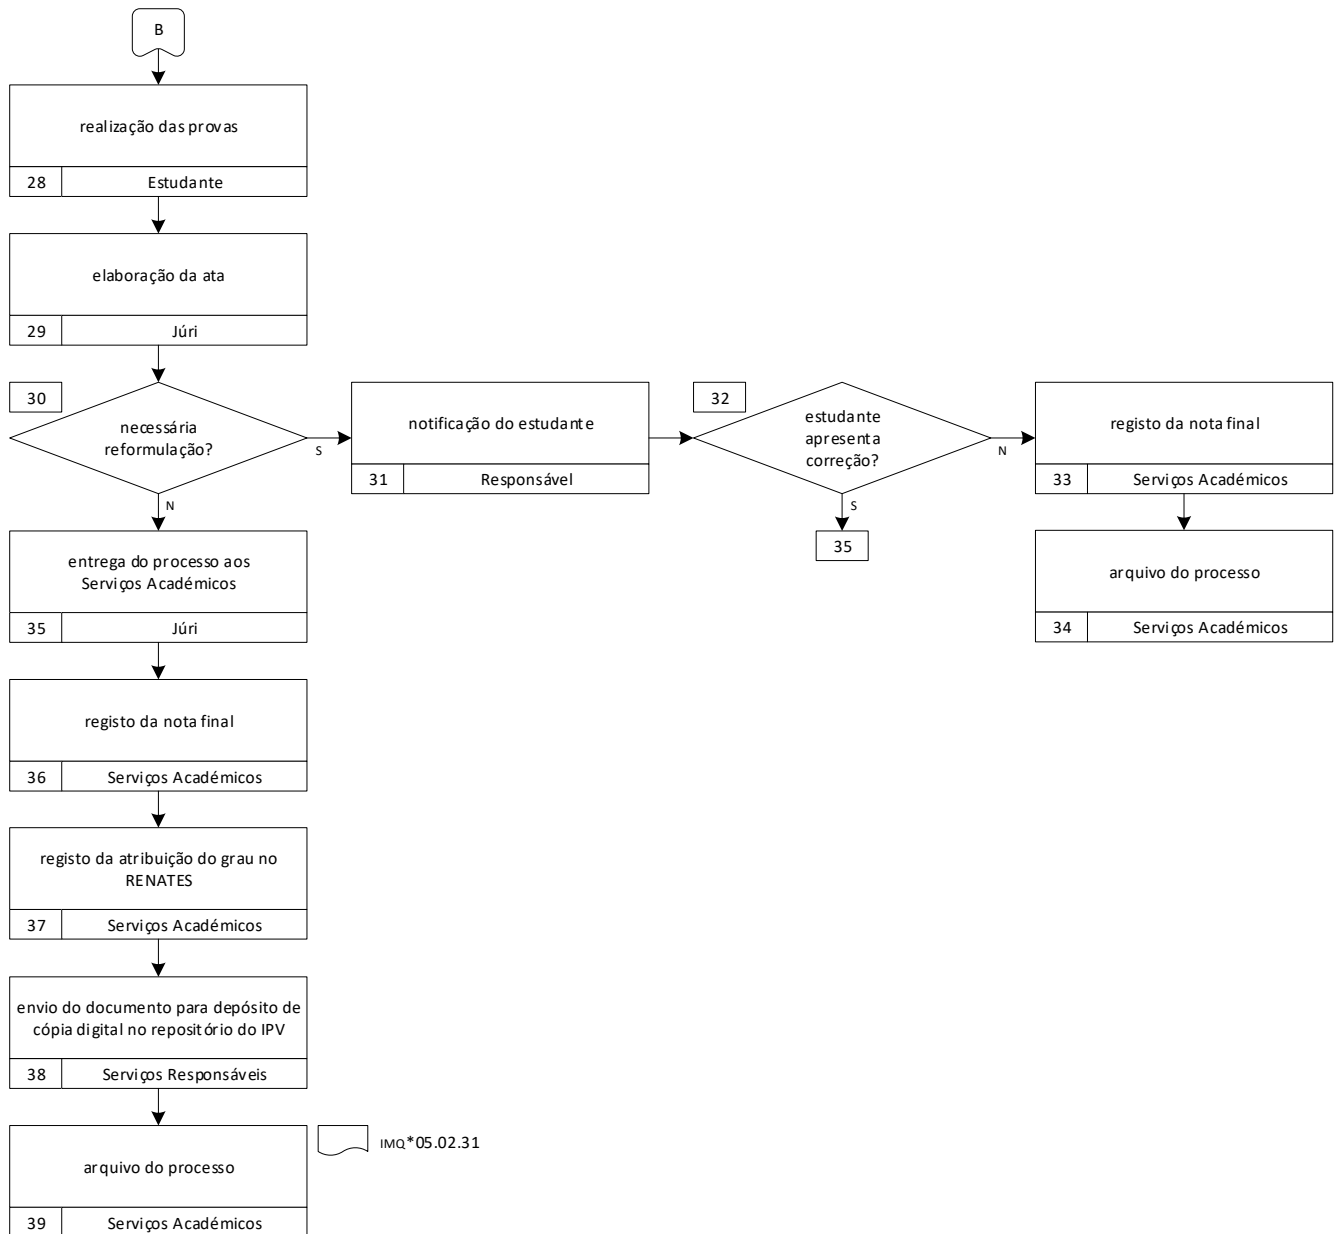 B
realização das provas
28
Estudante
elaboração da ata
29
Júri
30
necessária
reformulação?
S
N
notificação do estudante
31
Responsável
32
estudante
apresenta
correção?
N
S
35
registo da nota final
33
Serviços Académicos
arquivo do processo
34
Serviços Académicos
entrega do processo aos
Serviços Académicos
35
Júri
registo da nota final
36
Serviços Académicos
registo da atribuição do grau no
RENATES
37
Serviços Académicos
envio do documento para depósito de
cópia digital no repositório do IPV
38
Serviços Responsáveis
arquivo do processo
39
Serviços Académicos
IMQ*05.02.31